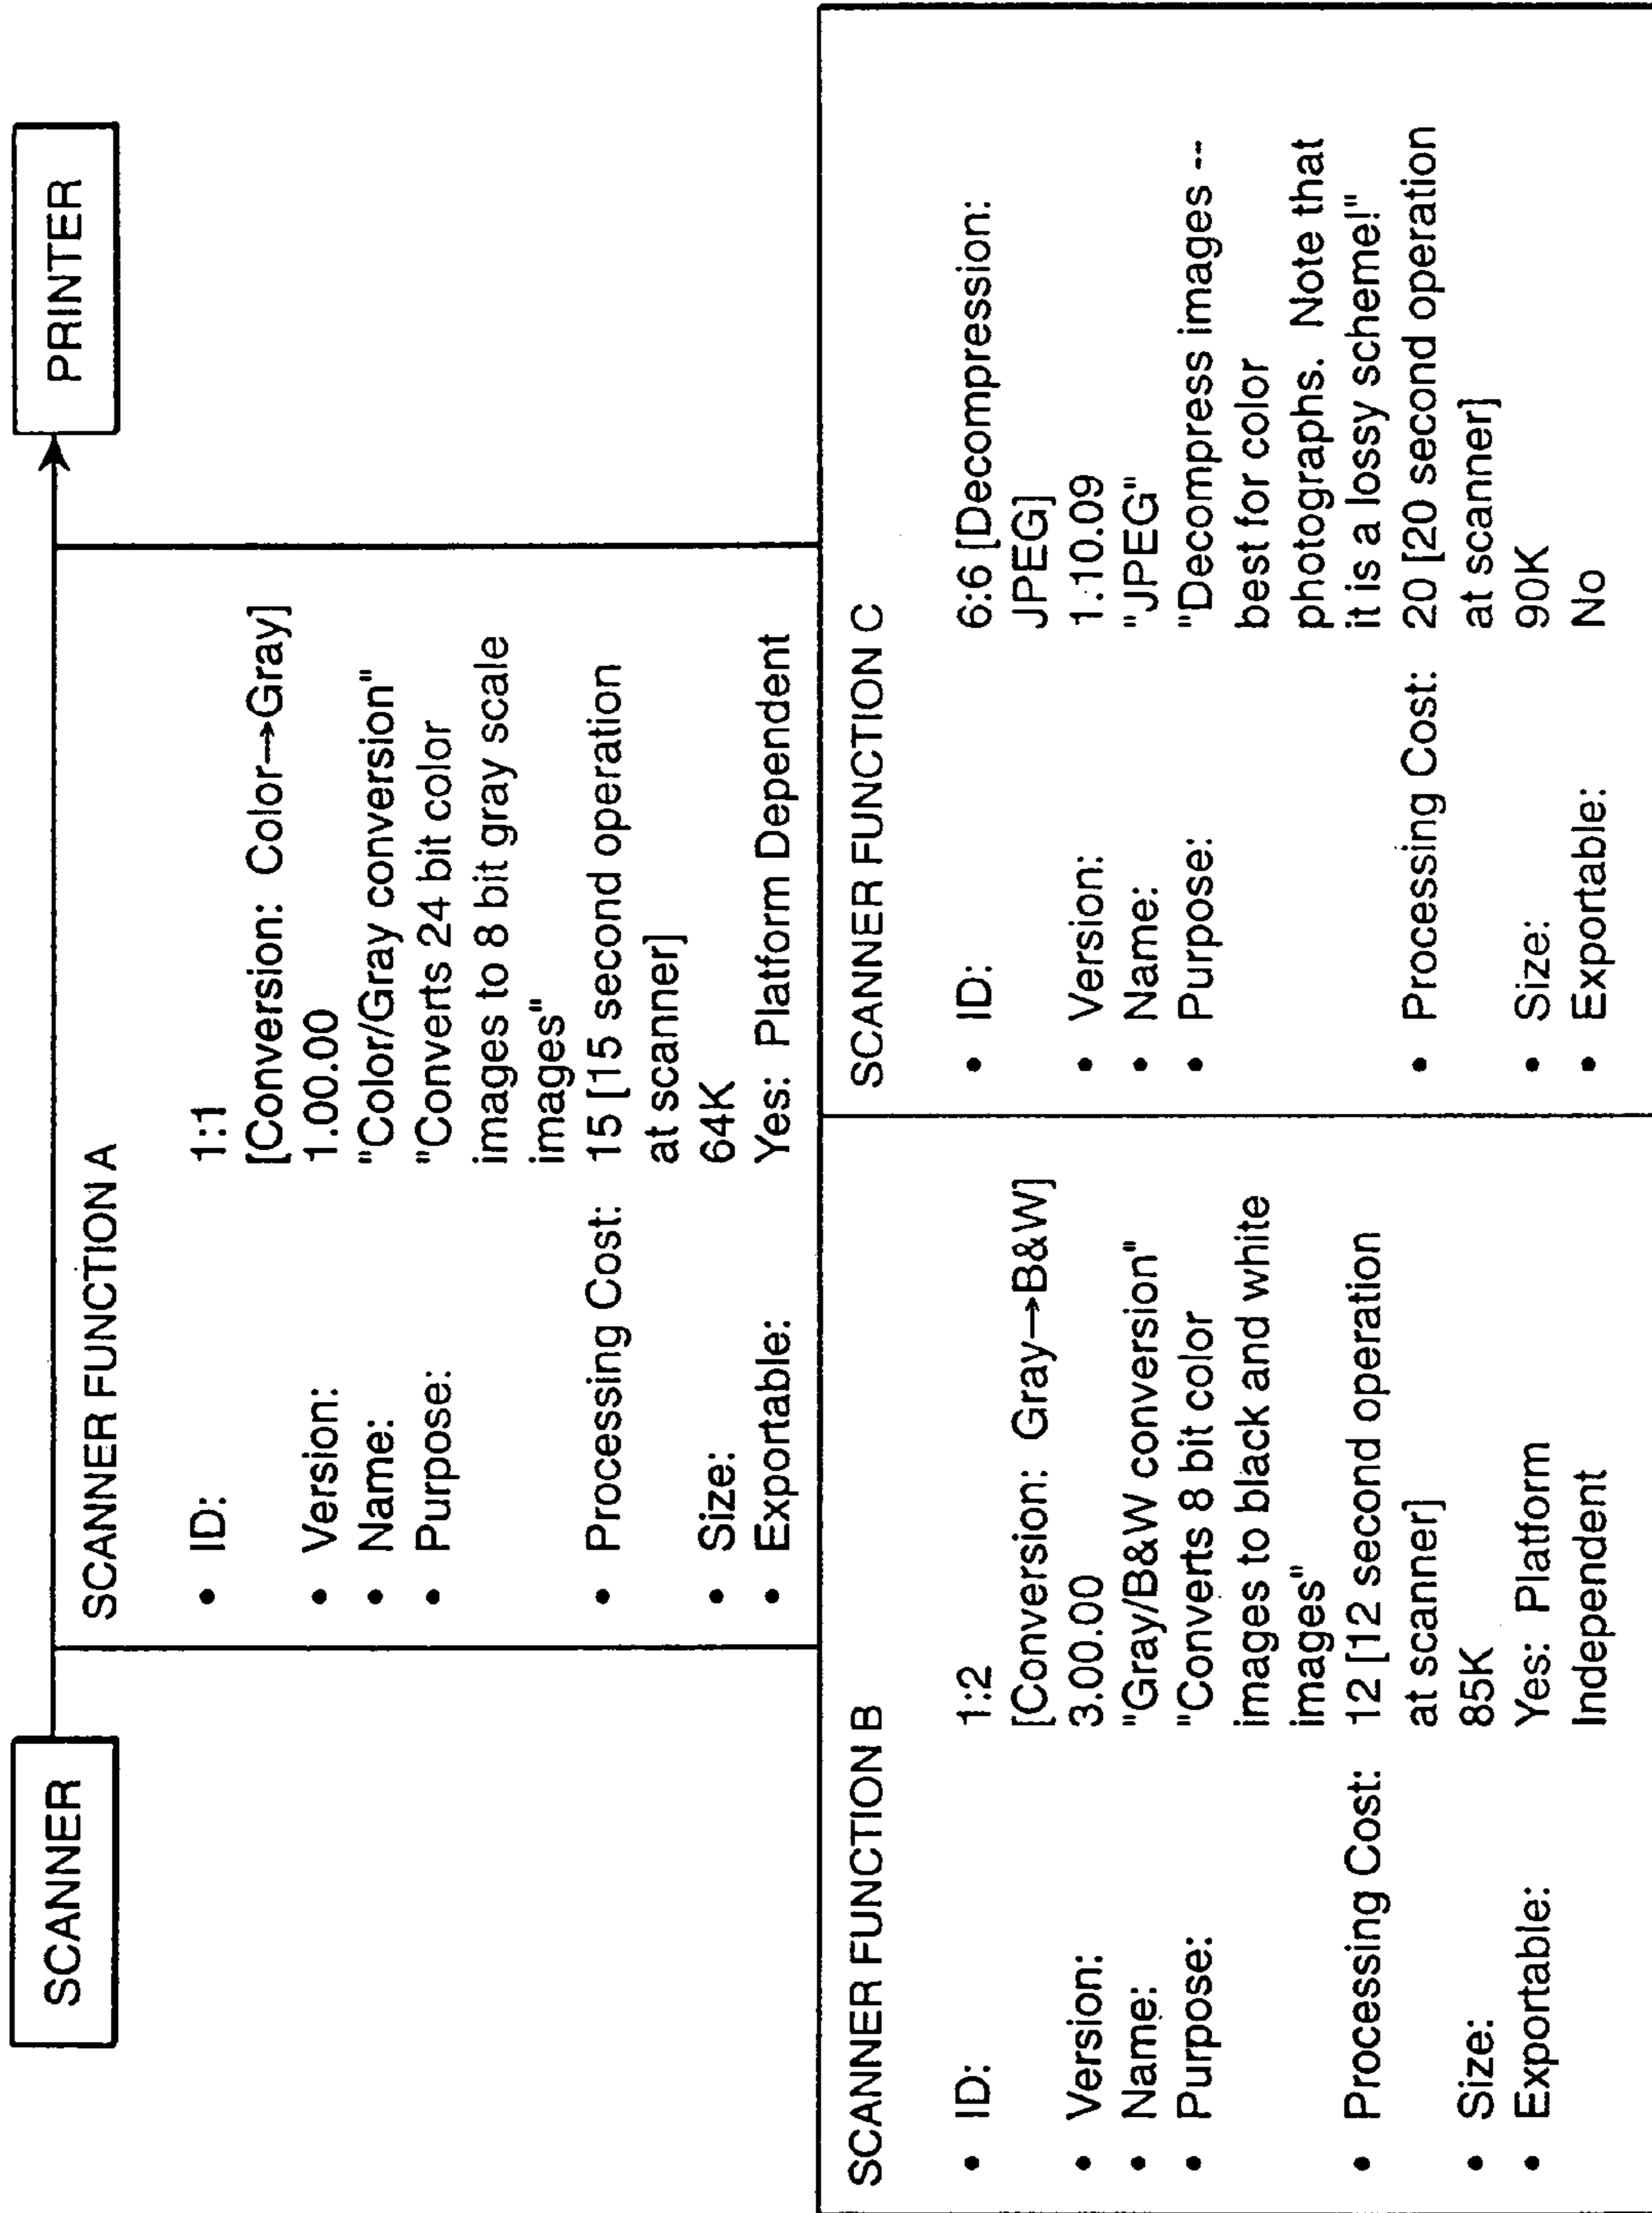 SCANNER
PRINTER
SCANNER FUNCTION A
• ID: 1:1
[Conversion: Color→Gray]
• Version: 1.00.00
• Name: "Color/Gray conversion"
• Purpose: "Converts 24 bit color
images to 8 bit gray scale
images"
• Processing Cost: 15 [15 second operation
at scanner]
• Size: 64K
• Exportable: Yes: Platform Dependent
SCANNER FUNCTION B
• ID: 1:2
[Conversion: Gray→B&W]
• Version: 3.00.00
• Name: "Gray/B&W conversion"
• Purpose: "Converts 8 bit color
images to black and white
images"
• Processing Cost: 12 [12 second operation
at scanner]
• Size: 85K
• Exportable: Yes: Platform
Independent
SCANNER FUNCTION C
• ID: 6:6 [Decompression:
JPEG]
• Version: 1.10.09
• Name: "JPEG"
• Purpose: "Decompress images --
best for color
photographs. Note that
it is a lossy scheme!"
• Processing Cost: 20 [20 second operation
at scanner]
• Size: 90K
• Exportable: No